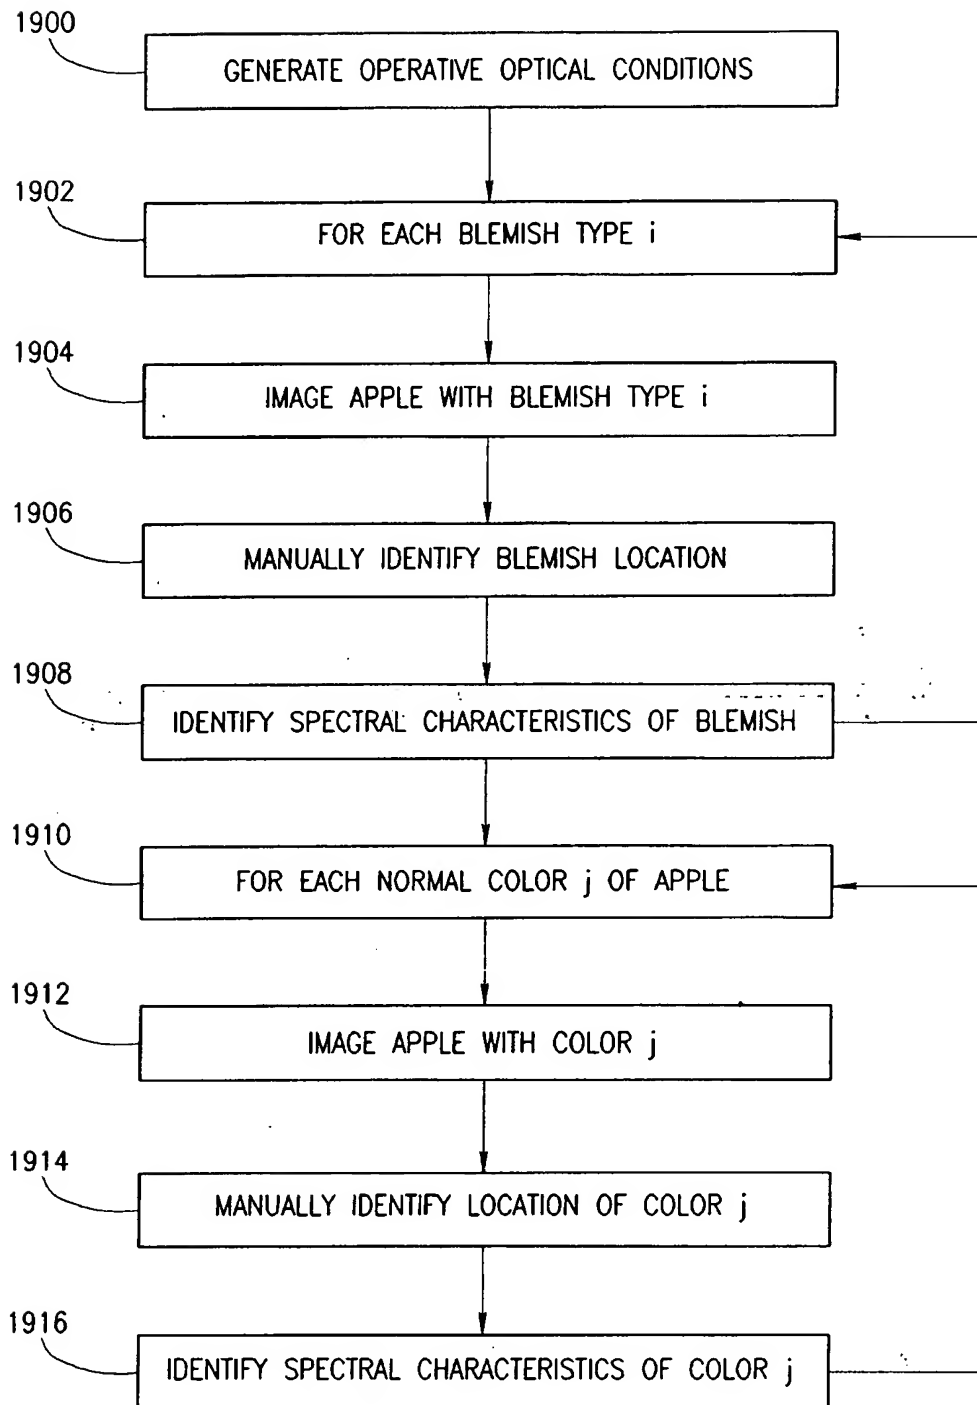 1900
GENERATE OPERATIVE OPTICAL CONDITIONS
1902
FOR EACH BLEMISH TYPE i
1904
IMAGE APPLE WITH BLEMISH TYPE i
1906
MANUALLY IDENTIFY BLEMISH LOCATION
1908
IDENTIFY SPECTRAL CHARACTERISTICS OF BLEMISH
1910
FOR EACH NORMAL COLOR j OF APPLE
1912
IMAGE APPLE WITH COLOR j
1914
MANUALLY IDENTIFY LOCATION OF COLOR j
1916
IDENTIFY SPECTRAL CHARACTERISTICS OF COLOR j